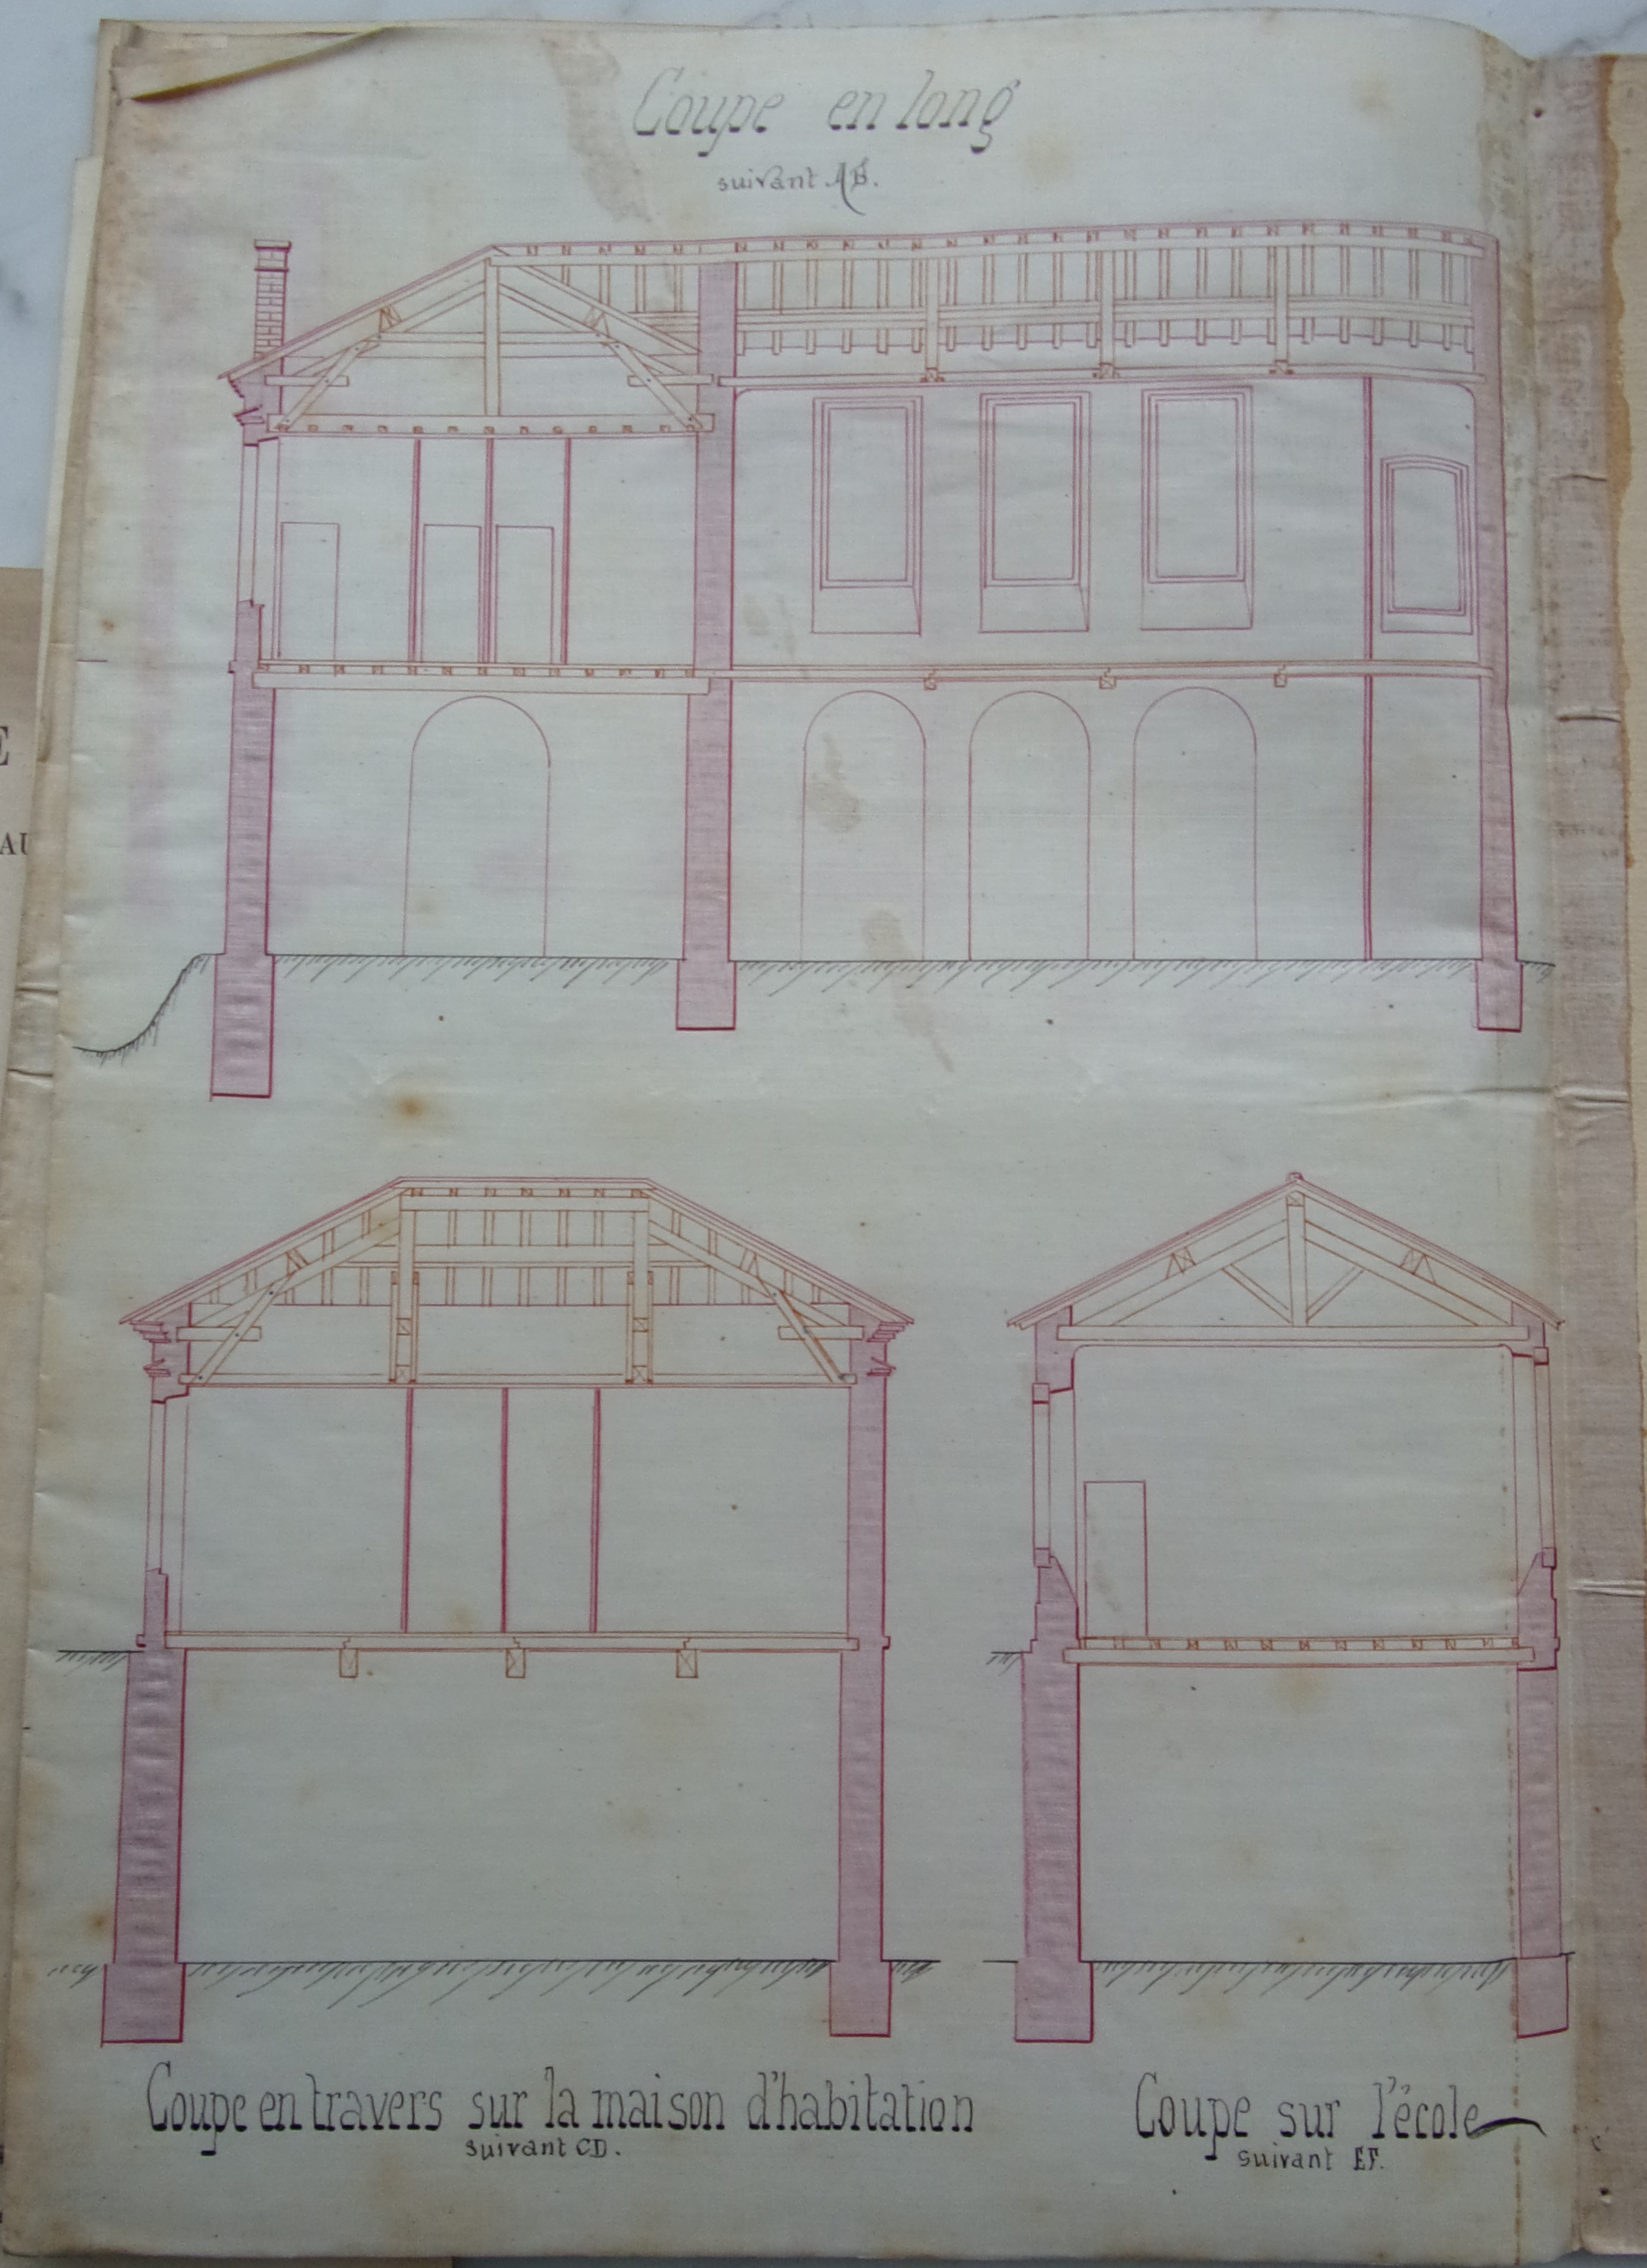 Coupe en long
suivant AB.
E
AU
Coupe en travers sur la maison d'habitation
suivant CD.
Coupe sur l'école
suivant EF.